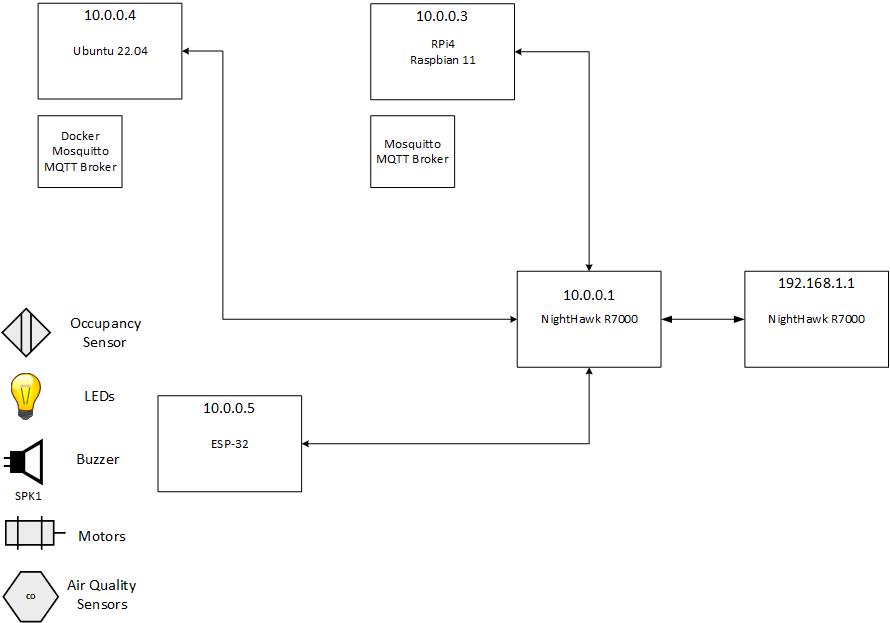 10.0.0.4
Ubuntu 22.04
10.0.0.3
RPi4
Raspbian 11
Docker
Mosquitto
MQTT Broker
Mosquitto
MQTT Broker
10.0.0.1
NightHawk R7000
192.168.1.1
NightHawk R7000
Occupancy
Sensor
LEDs
10.0.0.5
ESP-32
Buzzer
SPK1
Motors
Air Quality
Sensors
CO